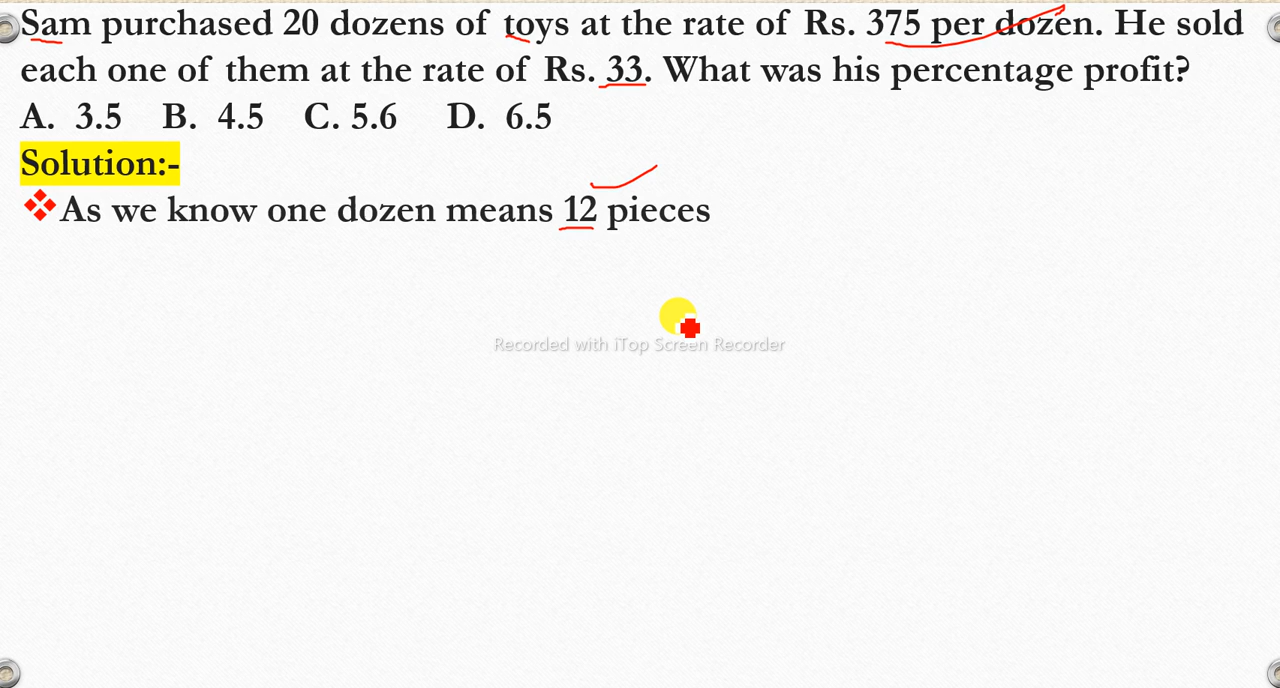 Sam purchased 20 dozens of toys at the rate of Rs. 375 per dozen. He sold
each one of them at the rate of Rs. 33. What was his percentage profit?
A. 3.5 B. 4.5 C. 5.6 D. 6.5
Solution:-
❖As we know one dozen means 12 pieces
Recorded with iTop Screen Recorder